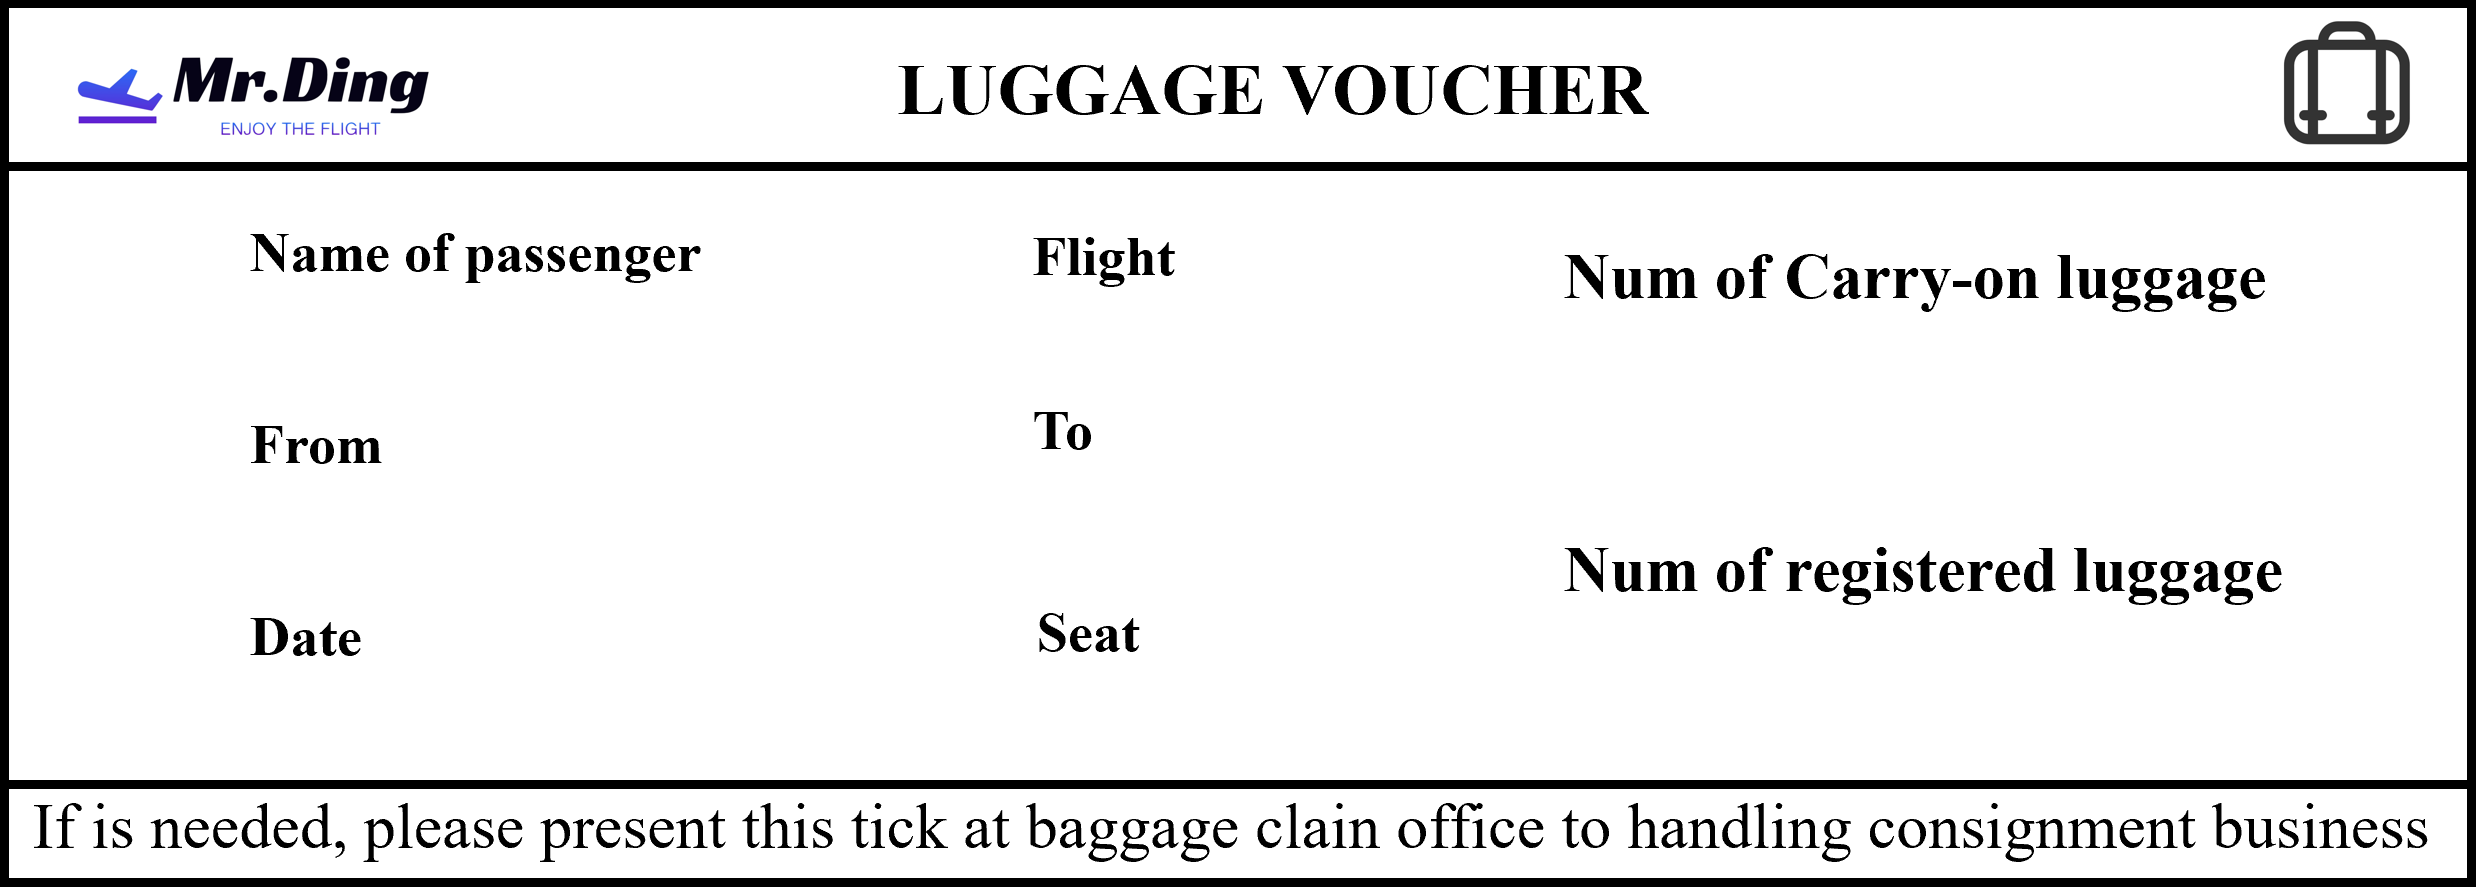 Mr.Ding
ENJOY THE FLIGHT
LUGGAGE VOUCHER
Name of passenger
Flight
Num of Carry-on luggage
From
To
Num of registered luggage
Date
Seat
If is needed, please present this tick at baggage clain office to handling consignment business